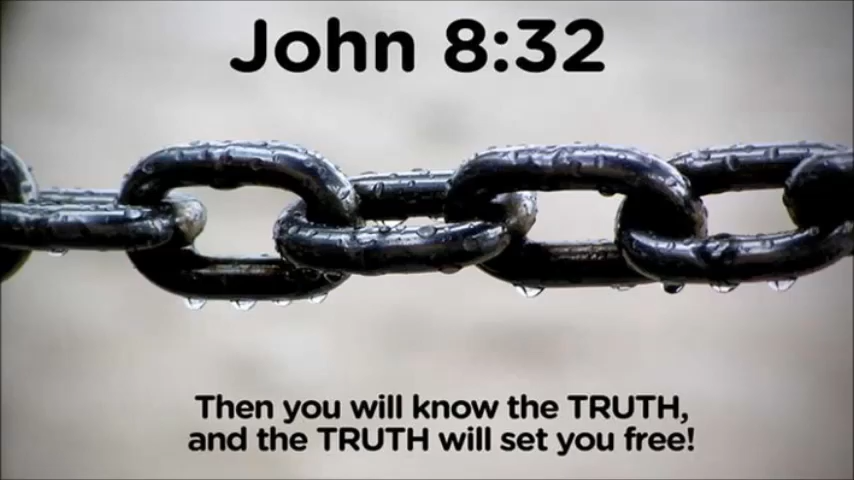 John 8:32
Then you will know the TRUTH,
and the TRUTH will set you free!